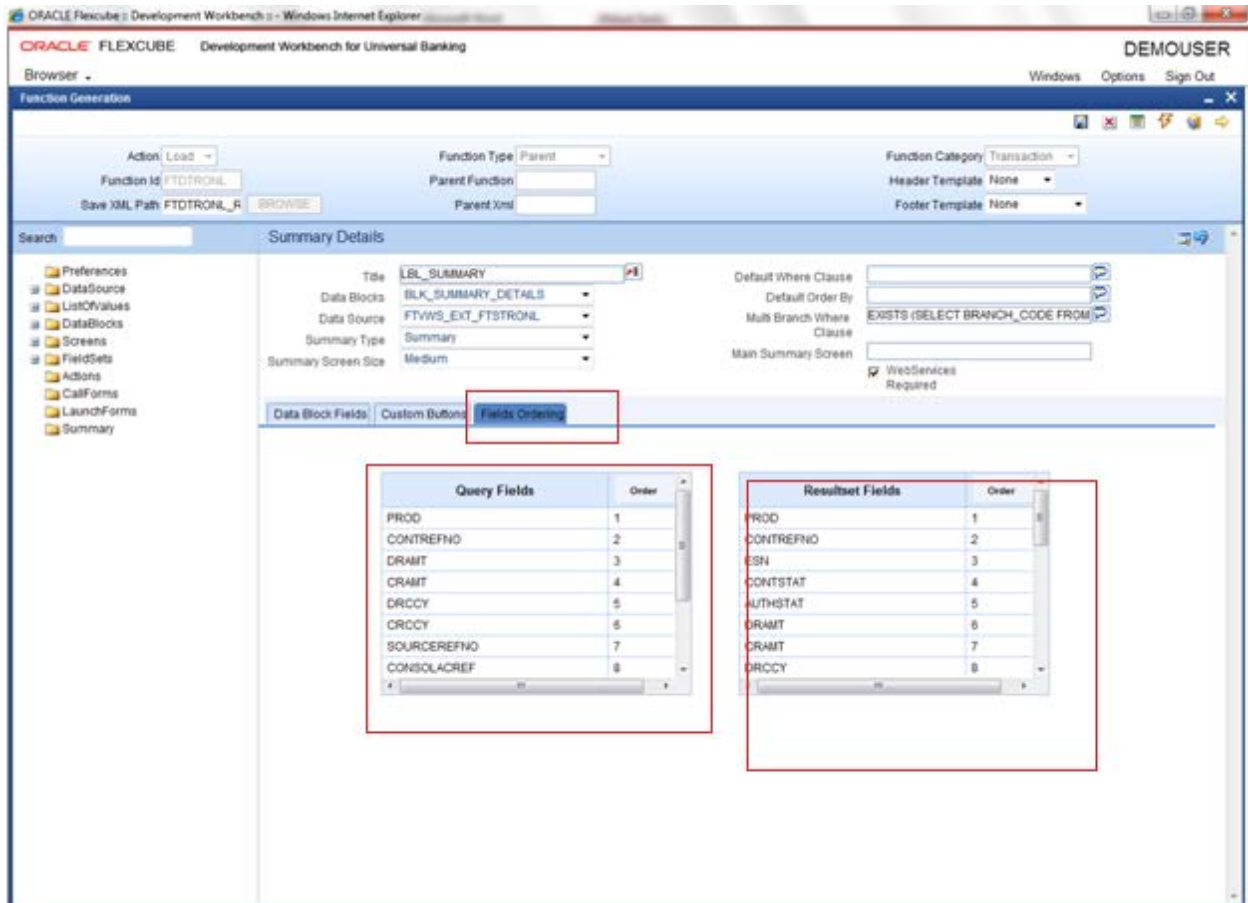 ORACLE Flexcube :: Development Workbench :: - Windows Internet Explorer
ORACLE FLEXCUBE Development Workbench for Universal Banking DEMOUSER
Browser Windows Options Sign Out
Function Generation
Action Load Function Type Parent Function Category Transaction
Function Id FTDTRONL Parent Function Header Template None
Save XML Path FTDTRONL_R BROWSE Parent Xml Footer Template None
Search Summary Details
Preferences
DataSource
ListOfValues
DataBlocks
Screens
FieldSets
Actions
CallForms
LaunchForms
Summary
Title LBL_SUMMARY Default Where Clause
Data Blocks BLK_SUMMARY_DETAILS Default Order By
Data Source FTVWS_EXT_FTSTRONL Multi Branch Where Clause EXISTS (SELECT BRANCH_CODE FROM
Summary Type Summary
Summary Screen Size Medium Main Summary Screen
WebServices Required
Data Block Fields Custom Buttons Fields Ordering
Query Fields Order
PROD 1
CONTREFNO 2
DRAMT 3
CRAMT 4
DRCCY 5
CRCCY 6
SOURCEREFNO 7
CONSOLACREF 8
Resultset Fields Order
PROD 1
CONTREFNO 2
ESN 3
CONTSTAT 4
AUTHSTAT 5
DRAMT 6
CRAMT 7
DRCCY 8